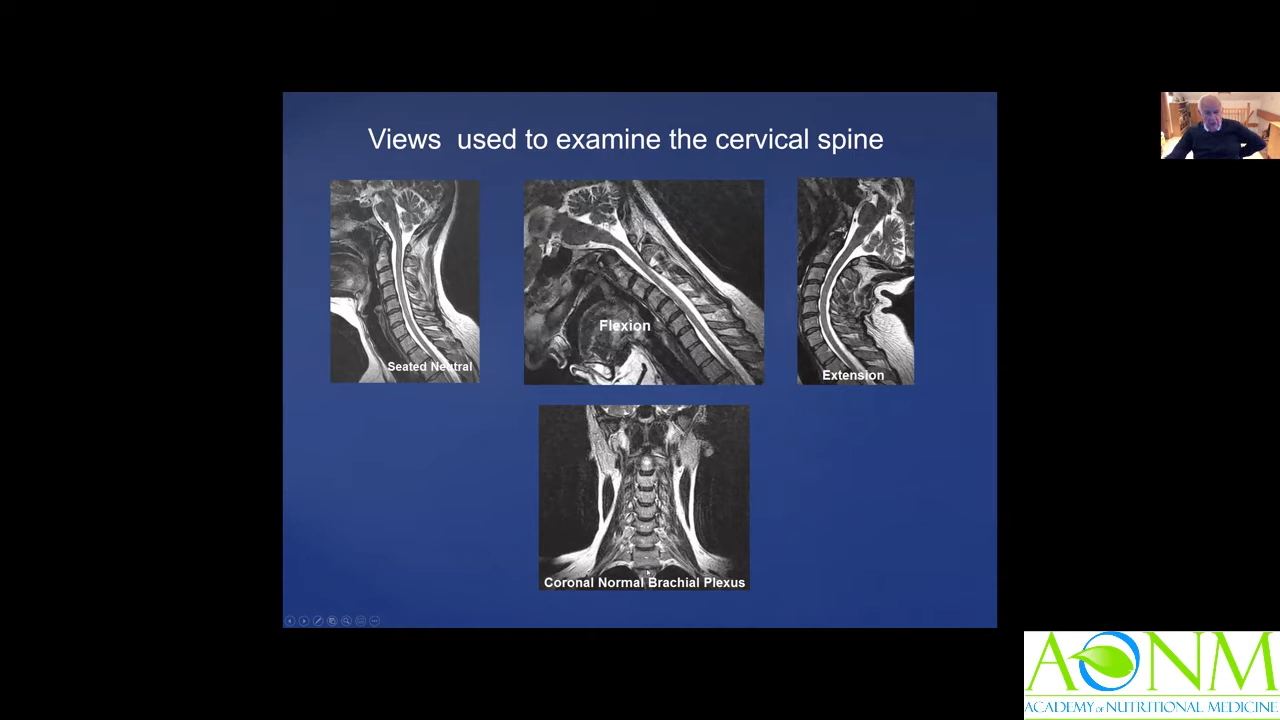 Views used to examine the cervical spine
Seated Neutral
Flexion
Extension
Coronal Normal Brachial Plexus
AONM
ACADEMY of NUTRITIONAL MEDICINE